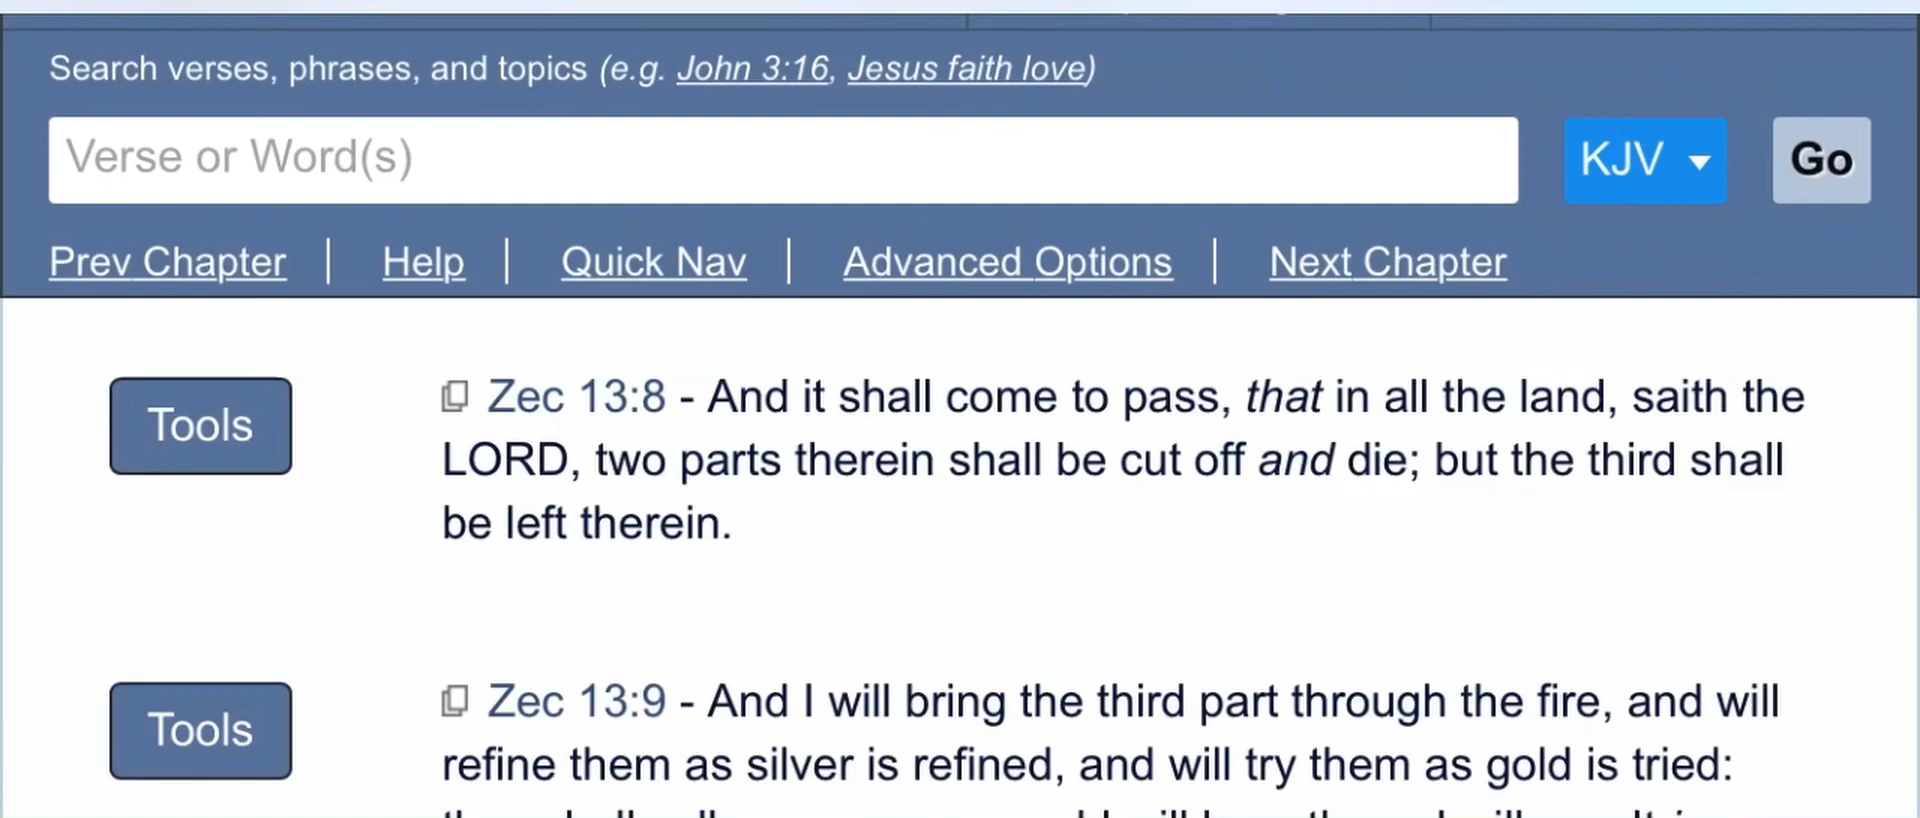 Search verses, phrases, and topics (e.g. John 3:16, Jesus faith love)
Verse or Word(s)
KJV
Go
Prev Chapter | Help | Quick Nav | Advanced Options | Next Chapter
Tools
Zec 13:8 - And it shall come to pass, that in all the land, saith the
LORD, two parts therein shall be cut off and die; but the third shall
be left therein.
Tools
Zec 13:9 - And I will bring the third part through the fire, and will
refine them as silver is refined, and will try them as gold is tried: